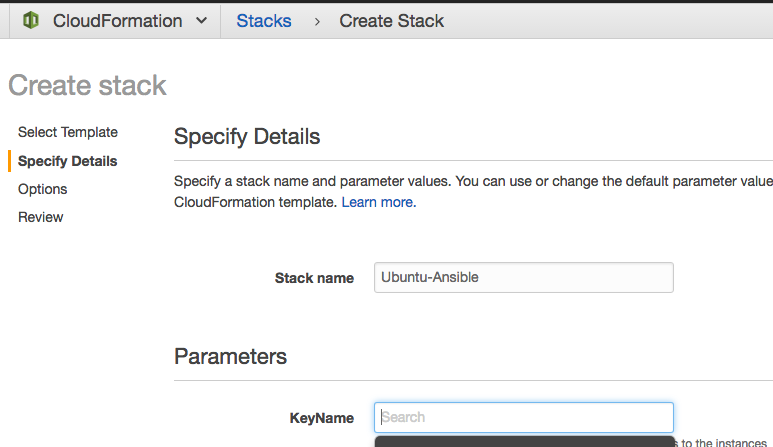 CloudFormation Stacks > Create Stack
Create stack
Select Template
Specify Details
Options
Review
Specify Details
Specify a stack name and parameter values. You can use or change the default parameter value
CloudFormation template. Learn more.
Stack name Ubuntu-Ansible
Parameters
KeyName Search
to the instances